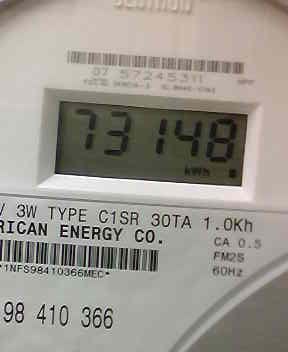 07 57245311
73148
kWh
V 3W TYPE C1SR 30TA 1.0Kh
RICAN ENERGY CO.
CA 0.5
FM2S
60Hz
*1NFS98410366MEC*
98 410 366